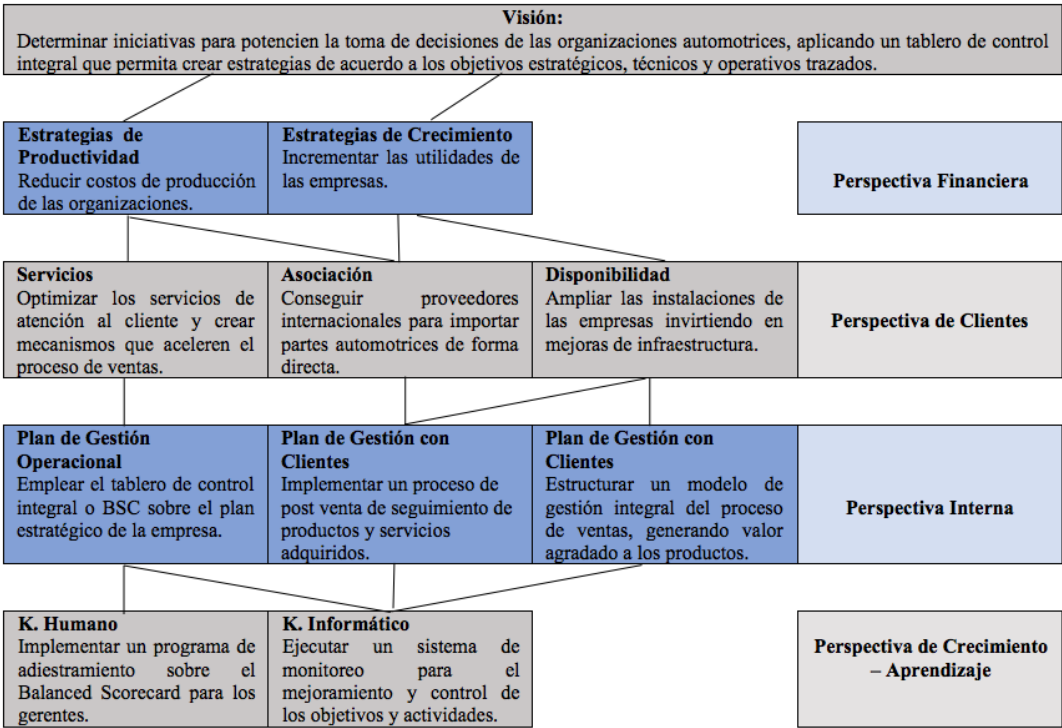 Visión:
Determinar iniciativas para potencien la toma de decisiones de las organizaciones automotrices, aplicando un tablero de control
integral que permita crear estrategias de acuerdo a los objetivos estratégicos, técnicos y operativos trazados.
Estrategias de
Productividad
Reducir costos de producción
de las organizaciones.
Estrategias de Crecimiento
Incrementar las utilidades de
las empresas.
Perspectiva Financiera
Servicios
Optimizar los servicios de
atención al cliente y crear
mecanismos que aceleren el
proceso de ventas.
Asociación
Conseguir proveedores
internacionales para importar
partes automotrices de forma
directa.
Disponibilidad
Ampliar las instalaciones de
las empresas invirtiendo en
mejoras de infraestructura.
Perspectiva de Clientes
Plan de Gestión
Operacional
Emplear el tablero de control
integral o BSC sobre el plan
estratégico de la empresa.
Plan de Gestión con
Clientes
Implementar un proceso de
post venta de seguimiento de
productos y servicios
adquiridos.
Plan de Gestión con
Clientes
Estructurar un modelo de
gestión integral del proceso
de ventas, generando valor
agradado a los productos.
Perspectiva Interna
K. Humano
Implementar un programa de
adiestramiento sobre el
Balanced Scorecard para los
gerentes.
K. Informático
Ejecutar un sistema de
monitoreo para el
mejoramiento y control de
los objetivos y actividades.
Perspectiva de Crecimiento
– Aprendizaje